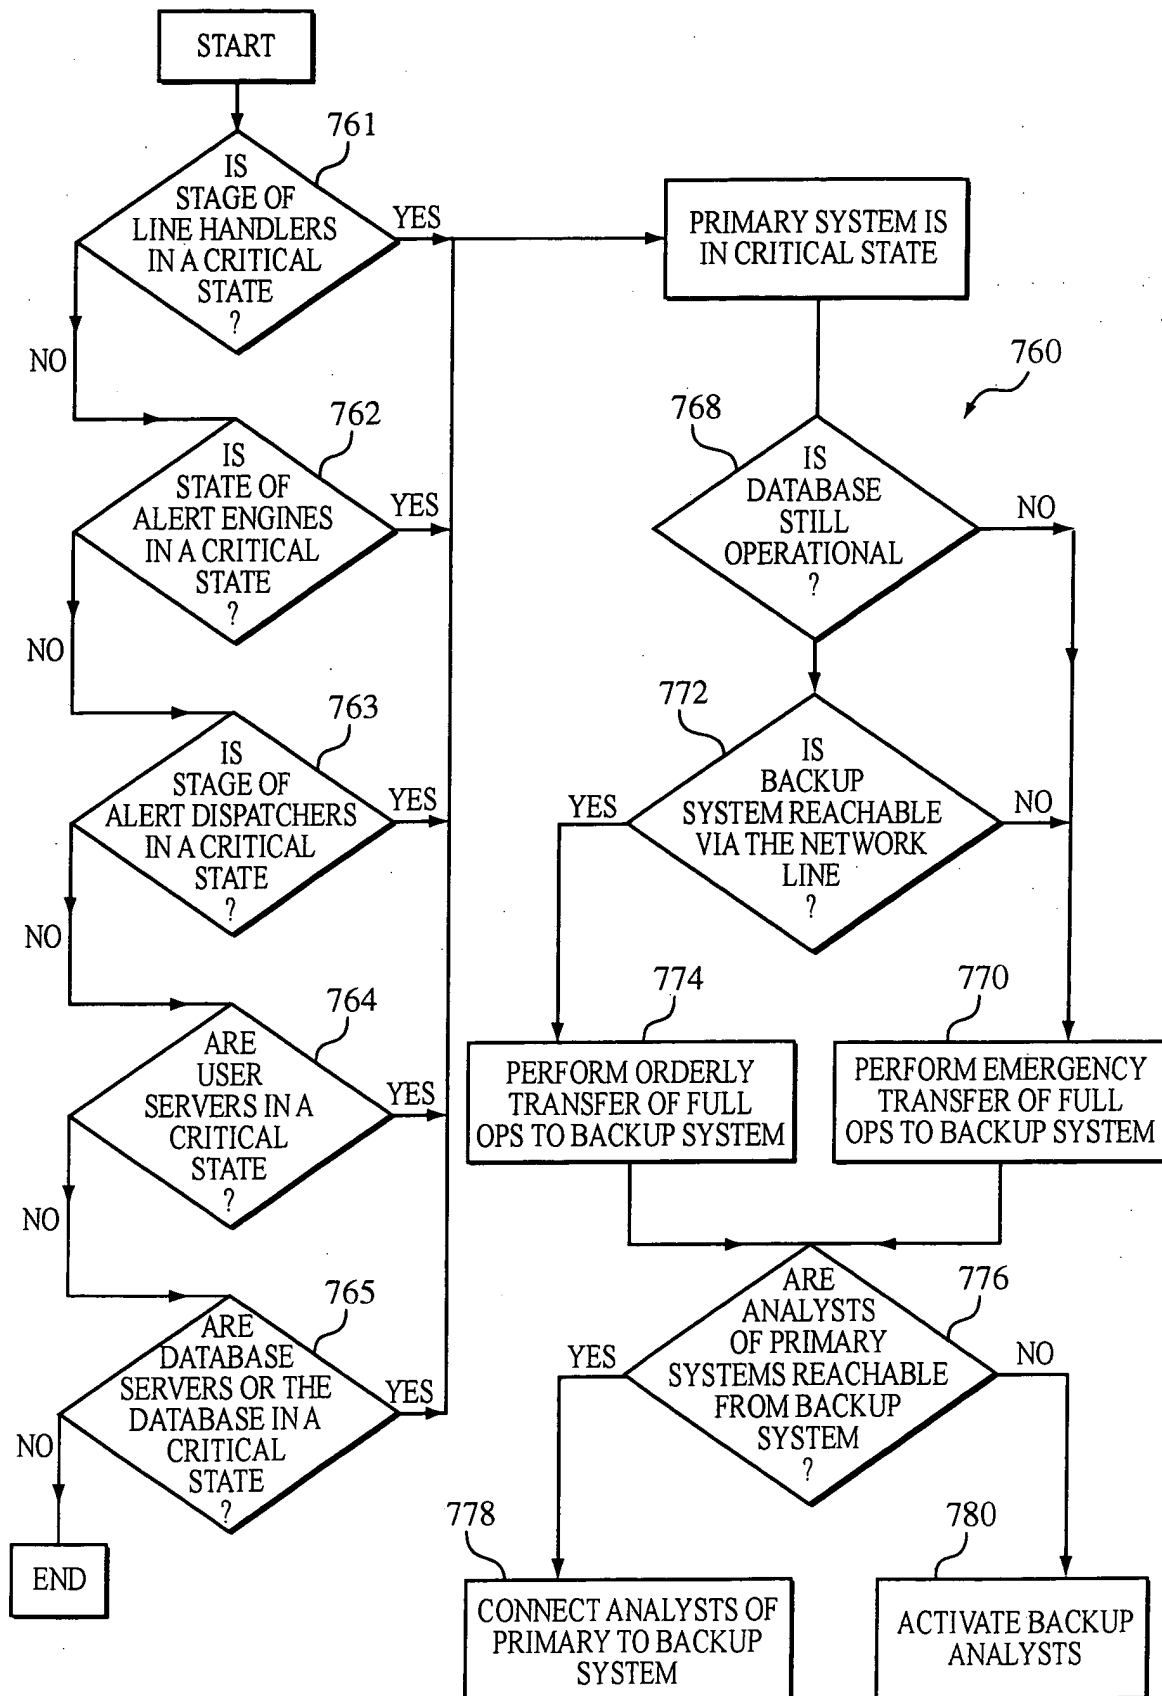 START
761
IS
STAGE OF
LINE HANDLERS
IN A CRITICAL
STATE
?
YES
NO
PRIMARY SYSTEM IS
IN CRITICAL STATE
760
762
IS
STATE OF
ALERT ENGINES
IN A CRITICAL
STATE
?
YES
NO
768
IS
DATABASE
STILL
OPERATIONAL
?
NO
763
IS
STAGE OF
ALERT DISPATCHERS
IN A CRITICAL
STATE
?
YES
NO
772
IS
BACKUP
SYSTEM REACHABLE
VIA THE NETWORK
LINE
?
YES
NO
764
ARE
USER
SERVERS IN A
CRITICAL
STATE
?
YES
NO
774
PERFORM ORDERLY
TRANSFER OF FULL
OPS TO BACKUP SYSTEM
770
PERFORM EMERGENCY
TRANSFER OF FULL
OPS TO BACKUP SYSTEM
765
ARE
DATABASE
SERVERS OR THE
DATABASE IN A
CRITICAL
STATE
?
YES
NO
END
776
ARE
ANALYSTS
OF PRIMARY
SYSTEMS REACHABLE
FROM BACKUP
SYSTEM
?
YES
NO
778
CONNECT ANALYSTS OF
PRIMARY TO BACKUP
SYSTEM
780
ACTIVATE BACKUP
ANALYSTS